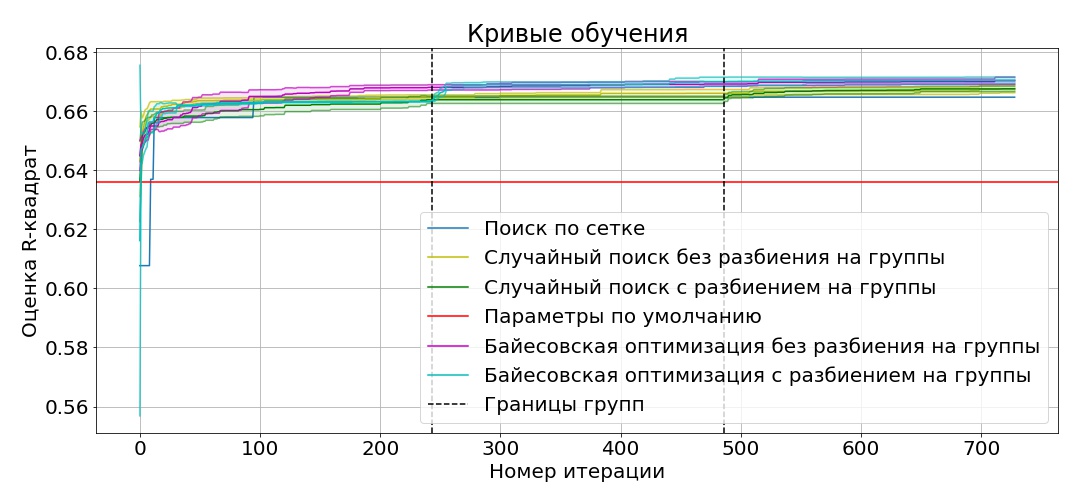 Кривые обучения
0.68
0.66
0.64
0.62
0.60
0.58
0.56
Оценка R-квадрат
Поиск по сетке
Случайный поиск без разбиения на группы
Случайный поиск с разбиением на группы
Параметры по умолчанию
Байесовская оптимизация без разбиения на группы
Байесовская оптимизация с разбиением на группы
Границы групп
0 100 200 300 400 500 600 700
Номер итерации